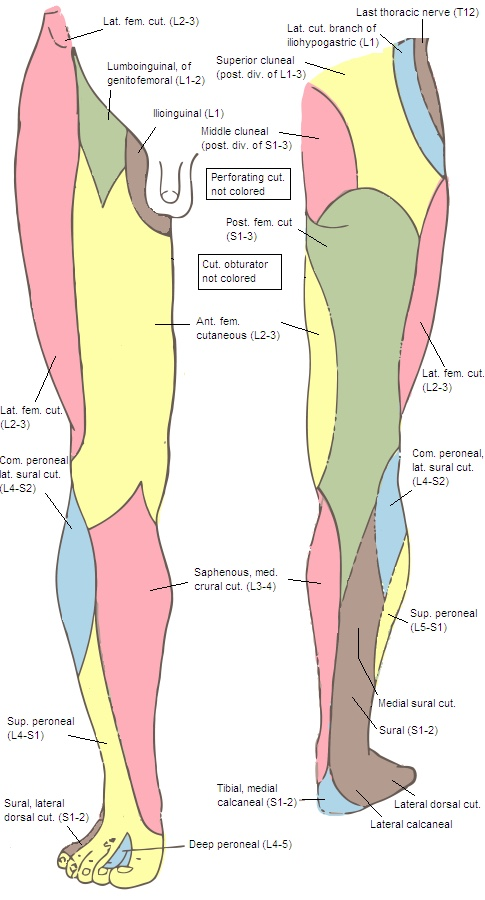 Lat. fem. cut. (L2-3)
Last thoracic nerve (T12)
Lat. cut. branch of
iliohypogastric (L1)
Lumboinguinal, of
genitofemoral (L1-2)
Superior cluneal
(post. div. of L1-3)
Ilioinguinal (L1)
Middle cluneal
(post. div. of S1-3)
Perforating cut.
not colored
Post. fem. cut
(S1-3)
Cut. obturator
not colored
Ant. fem.
cutaneous (L2-3)
Lat. fem. cut.
(L2-3)
Lat. fem. cut.
(L2-3)
Com. peroneal,
lat. sural cut.
(L4-S2)
Com. peroneal,
lat. sural cut.
(L4-S2)
Saphenous, med.
crural cut. (L3-4)
Sup. peroneal
(L5-S1)
Medial sural cut.
Sup. peroneal
(L4-S1)
Sural (S1-2)
Tibial, medial
calcaneal (S1-2)
Sural, lateral
dorsal cut. (S1-2)
Lateral dorsal cut.
Lateral calcaneal
Deep peroneal (L4-5)